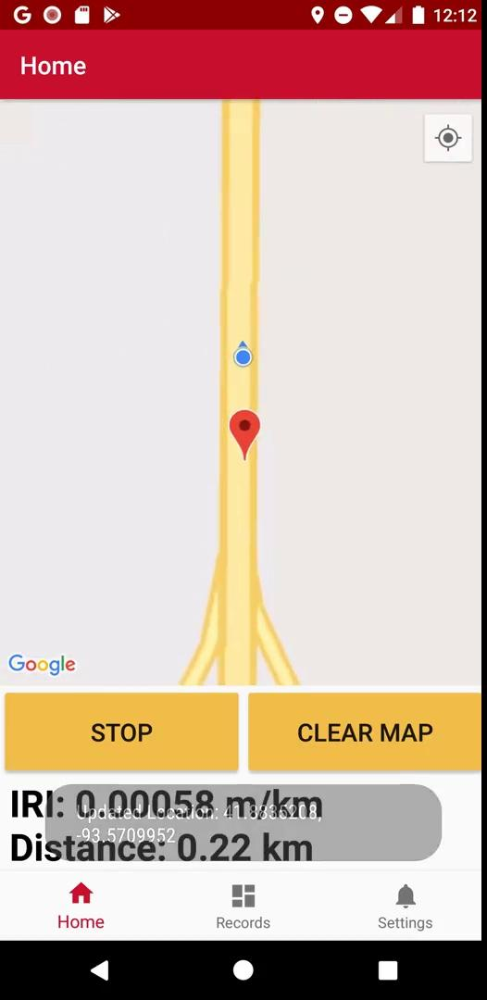 12:12
Home
Google
STOP
CLEAR MAP
IRI: 0.00058 m/km
Updated Location: 41.8836208,
-93.5709952
Distance: 0.22 km
Home
Records
Settings